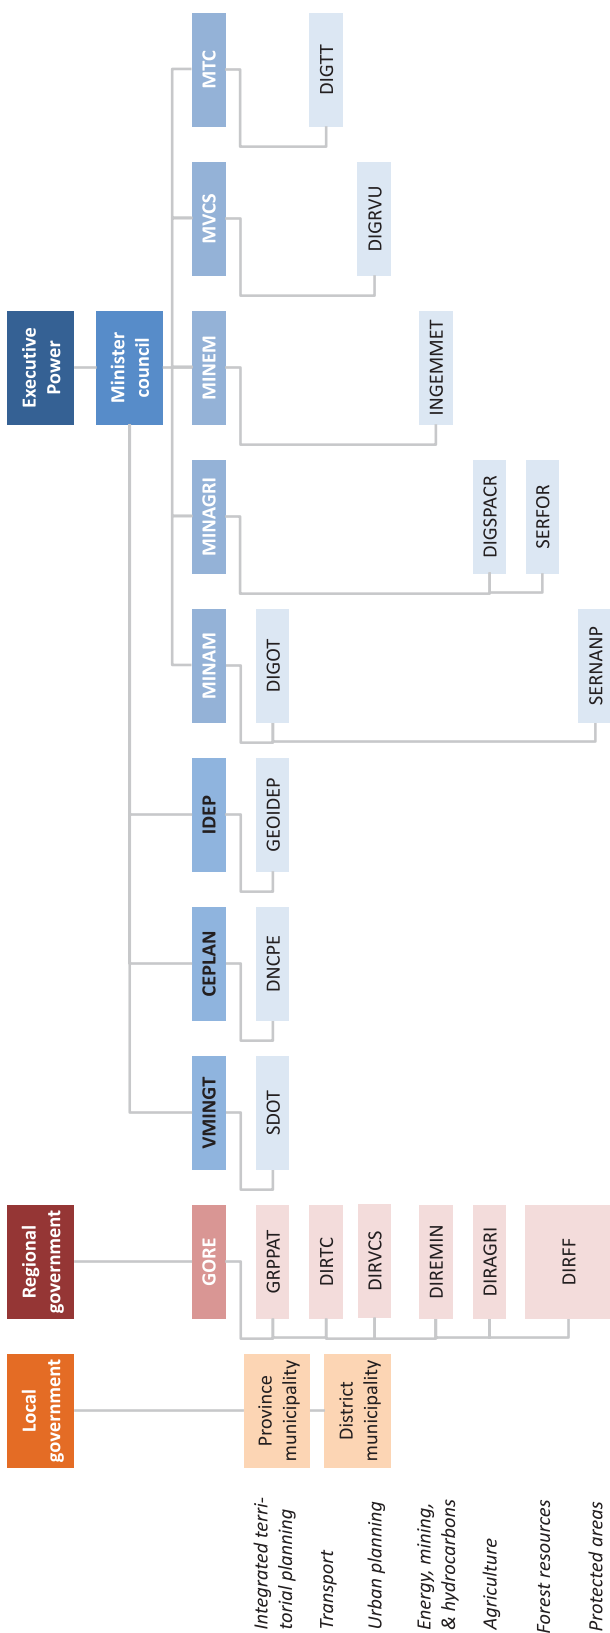 Local
government
Regional
government
Executive
Power
Minister
council
GORE
VMINGT
CEPLAN
IDEP
MINAM
MINAGRI
MINEM
MVCS
MTC
Integrated terri-
torial planning
Province
municipality
GRPPAT
SDOT
DNCPE
GEOIDEP
DIGOT
Transport
DIRTC
DIGTT
Urban planning
District
municipality
DIRVCS
DIGRVU
Energy, mining,
& hydrocarbons
DIREMIN
INGEMMET
Agriculture
DIRAGRI
DIGSPACR
Forest resources
DIRFF
SERFOR
Protected areas
SERNANP